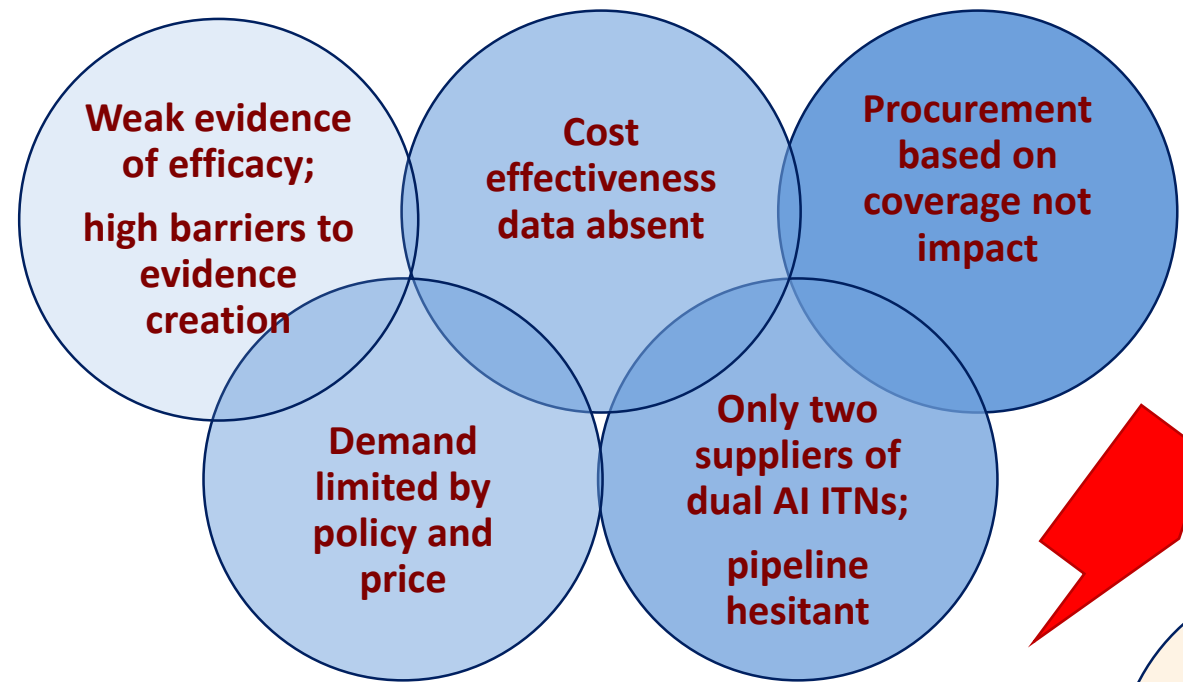 Weak evidence
of efficacy;
high barriers to
evidence
creation
Cost
effectiveness
data absent
Procurement
based on
coverage not
impact
Demand
limited by
policy and
price
Only two
suppliers of
dual AI ITNs;
pipeline
hesitant